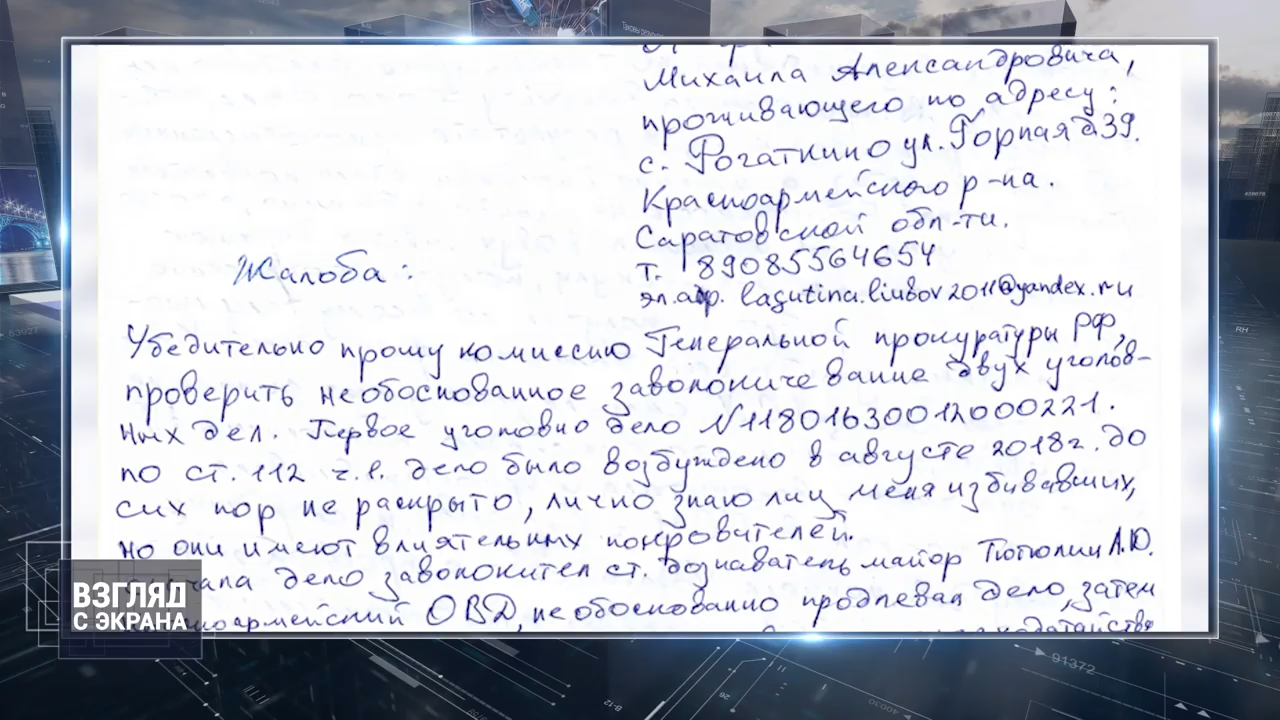 Михаила Александровича,
проживающего по адресу:
с. Рогаткино ул. Горная д 39.
Красноармейского р-на.
Саратовской обл-ти.
т. 89085564654
эл.адр. lagutina.liubov2011@yandex.ru
Жалоба:
Убедительно прошу комиссию Генеральной прокуратуры РФ,
проверить необоснованное заволокичевание двух уголов-
ных дел. Первое уголовно дело №11801630012000221.
по ст. 112 ч.1. дело было возбуждено в августе 2018г. до
сих пор не раскрыто, лично знаю лиц меня избивавших,
но они имеют влиятельных покровителей.
дело заволокител ст. дознаватель майор Тютюлин А.Ю.
ОВД, необоснованно продлевал дело, затем
ВЗГЛЯД
С ЭКРАНА
91372